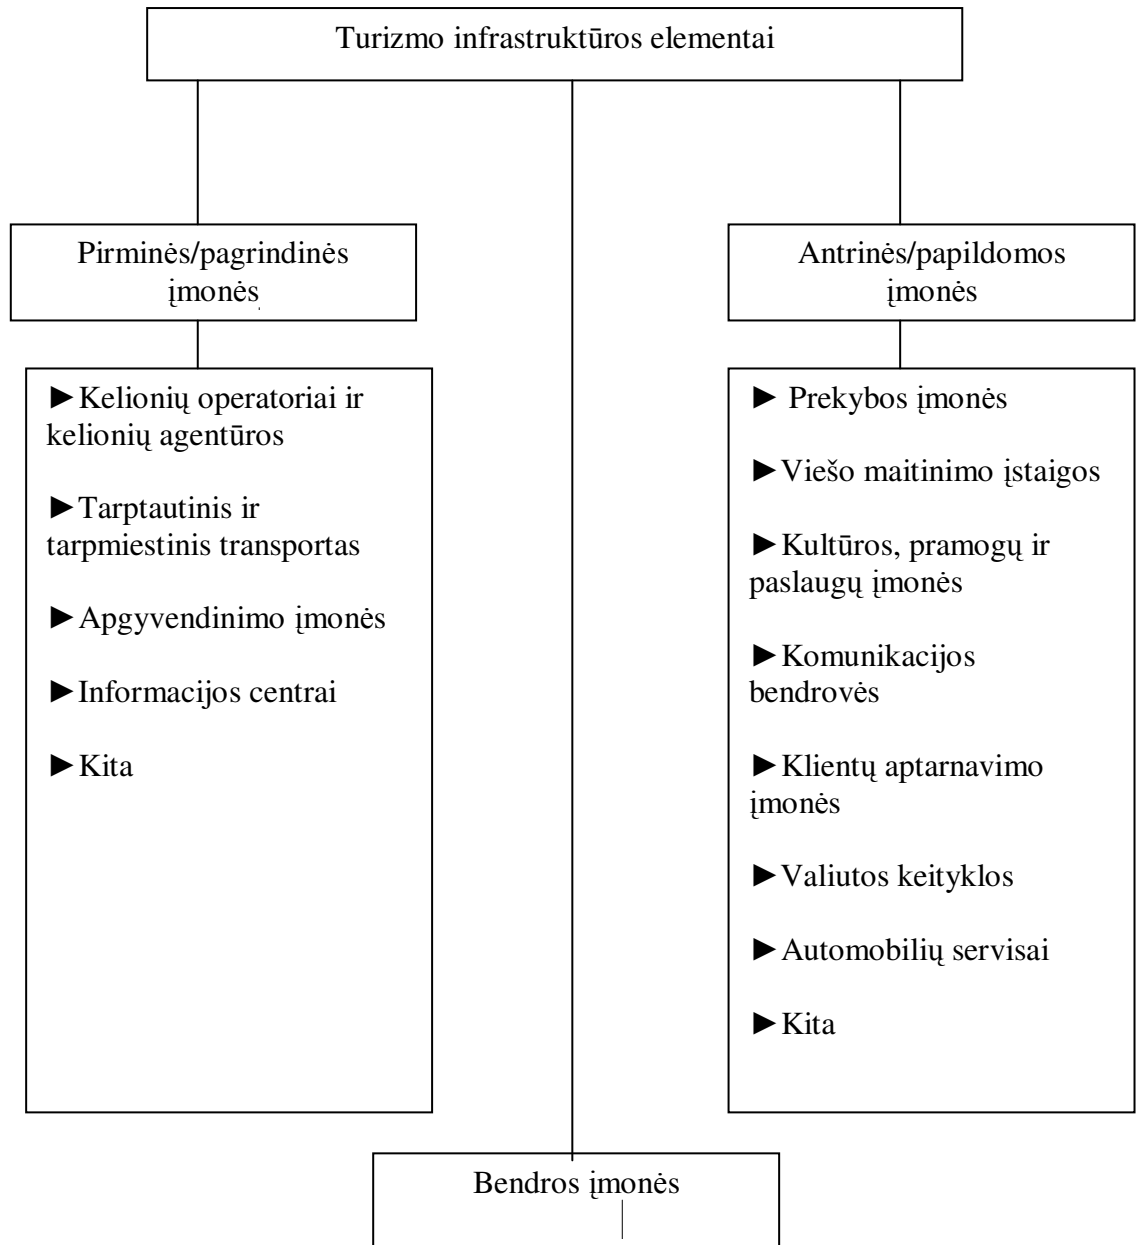 Turizmo infrastruktūros elementai
Pirminės/pagrindinės
įmonės
Antrinės/papildomos
įmonės
►Kelionių operatoriai ir
kelionių agentūros
►Tarptautinis ir
tarpmiestinis transportas
►Apgyvendinimo įmonės
►Informacijos centrai
►Kita
► Prekybos įmonės
►Viešo maitinimo įstaigos
►Kultūros, pramogų ir
paslaugų įmonės
►Komunikacijos
bendrovės
►Klientų aptarnavimo
įmonės
►Valiutos keityklos
►Automobilių servisai
►Kita
Bendros įmonės